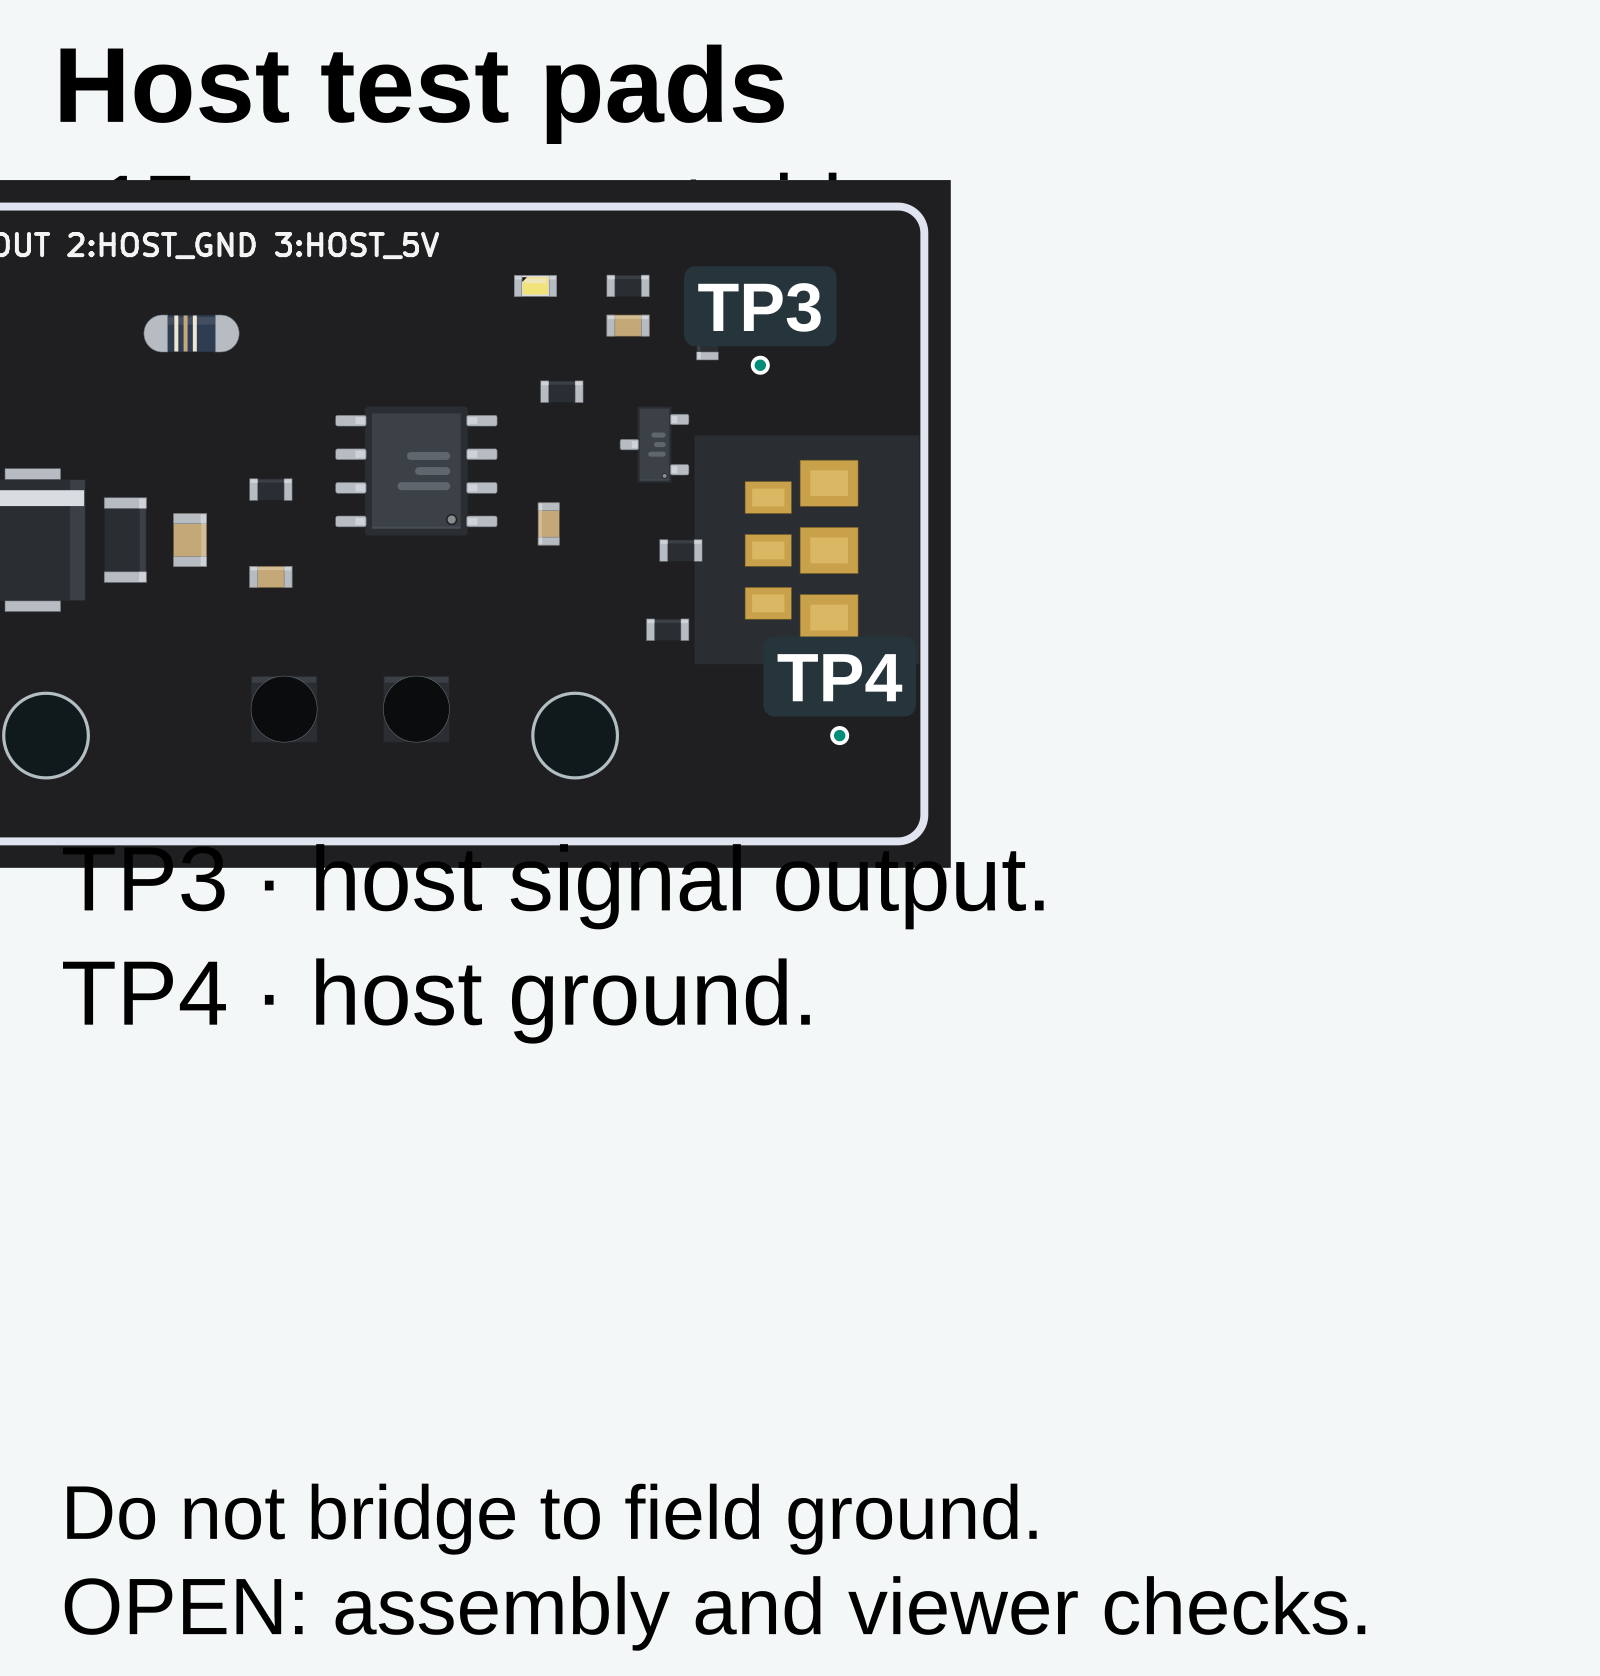 Host test pads
2:HOST_GND 3:HOST_5V
TP3
TP4
TP3 · host signal output.
TP4 · host ground.
Do not bridge to field ground.
OPEN: assembly and viewer checks.